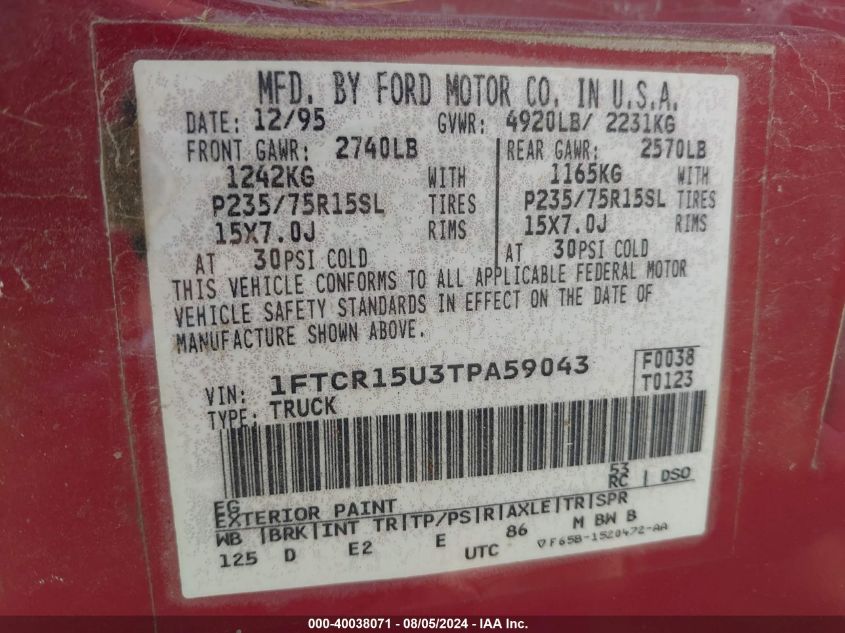 MFD. BY FORD MOTOR CO. IN U.S.A.
DATE: 12/95 GVWR: 4920LB/ 2231KG
FRONT GAWR: 2740LB REAR GAWR: 2570LB
1242KG WITH 1165KG WITH
P235/75R15SL TIRES P235/75R15SL TIRES
15X7.0J RIMS 15X7.0J RIMS
AT 30PSI COLD AT 30PSI COLD
THIS VEHICLE CONFORMS TO ALL APPLICABLE FEDERAL MOTOR
VEHICLE SAFETY STANDARDS IN EFFECT ON THE DATE OF
MANUFACTURE SHOWN ABOVE.
VIN: 1FTCR15U3TPA59043 F0038
TYPE: TRUCK T0123
EG 53
EXTERIOR PAINT RC | DSO
WB |BRK|INT TR|TP/PS|R|AXLE|TR|SPR
125 D E2 E 86 M BW B
UTC ▽F65B-1520472-AA
000-40038071 - 08/05/2024 - IAA Inc.